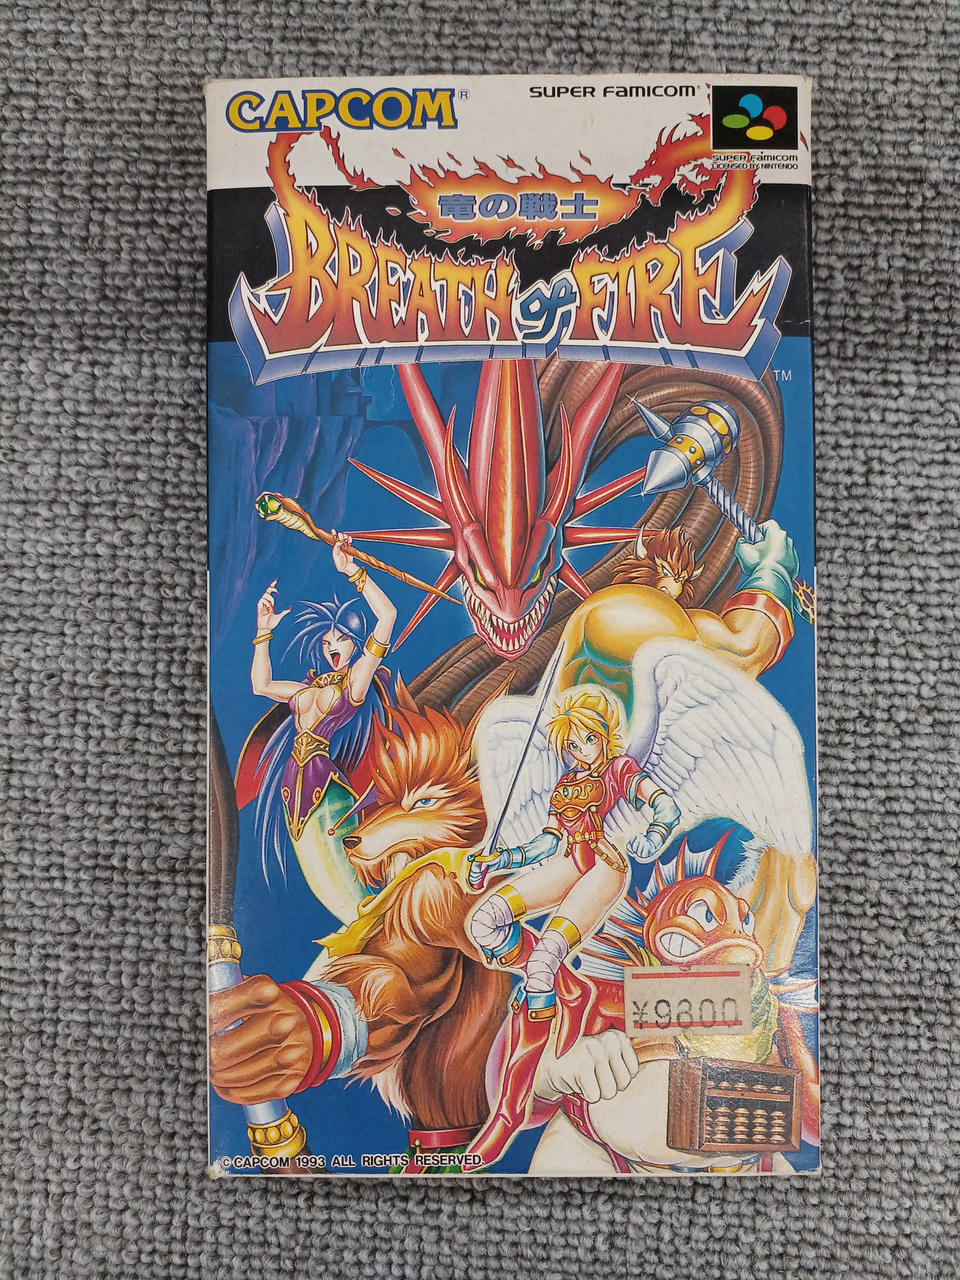 CAPCOM®
SUPER FAMICOM®
SUPER FAMICOM
LICENSED BY NINTENDO
竜の戦士
BREATH of FIRE
TM
¥9800
© CAPCOM 1993 ALL RIGHTS RESERVED.